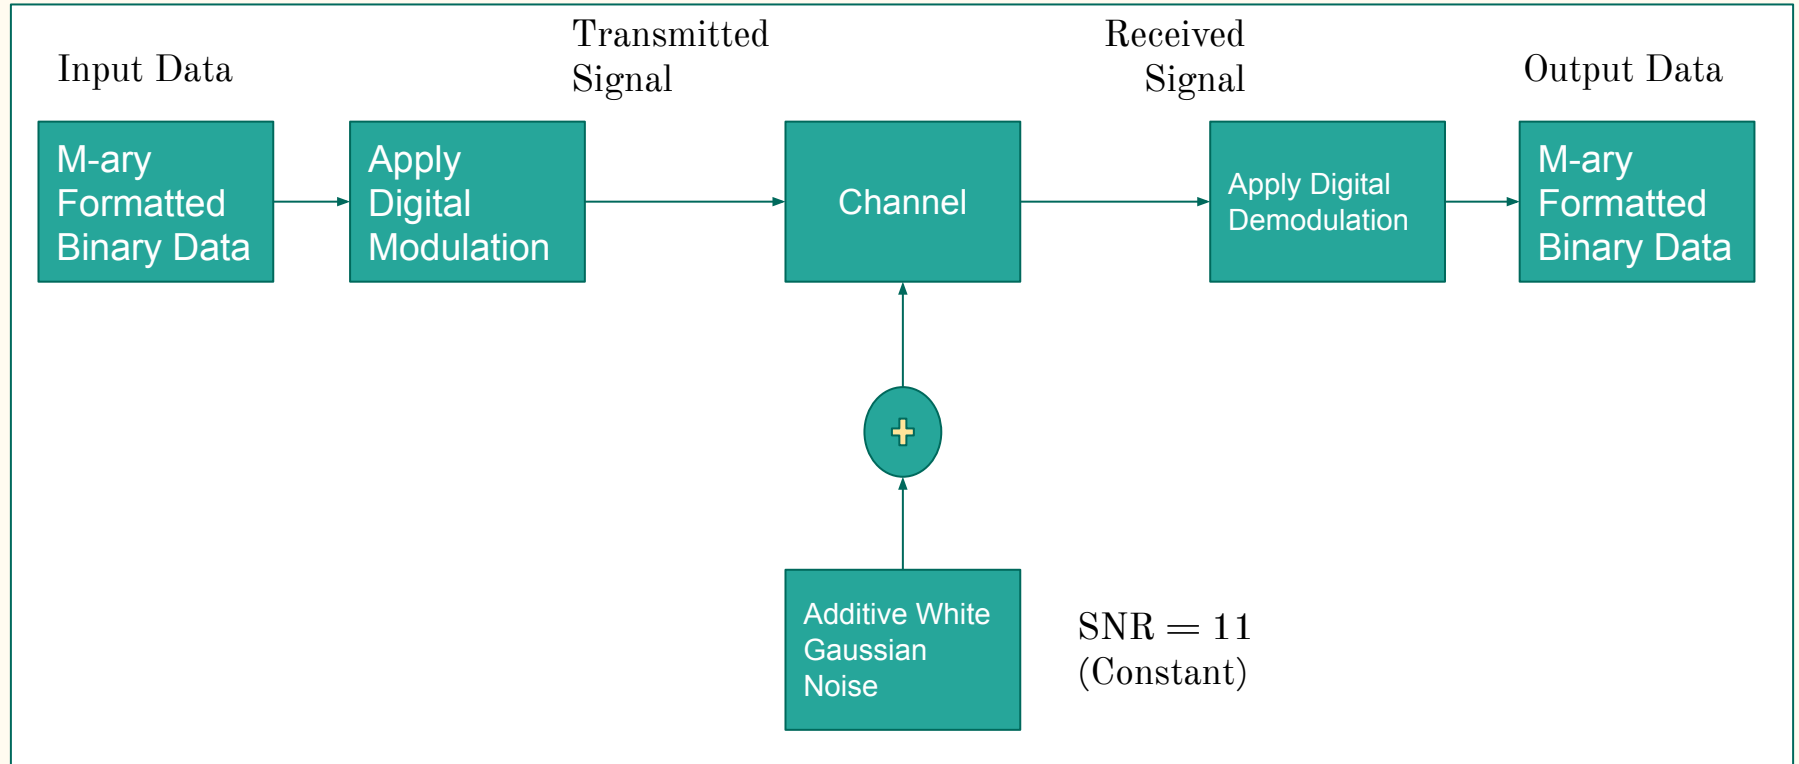 Input Data
Transmitted
Signal
Received
Signal
Output Data
M-ary
Formatted
Binary Data
Apply
Digital
Modulation
Channel
Apply Digital
Demodulation
M-ary
Formatted
Binary Data
+
Additive White
Gaussian
Noise
SNR = 11
(Constant)